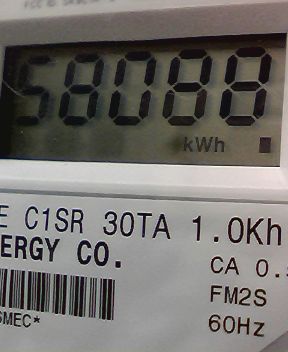 58088
kWh
E C1SR 30TA 1.0Kh
ERGY CO.
CA 0.
FM2S
60Hz
SMEC*